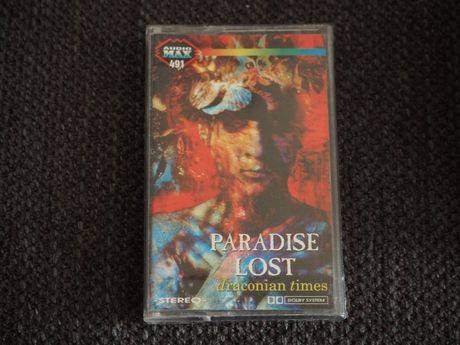 AUDIO
MAX
491
PARADISE
LOST
draconian times
-STEREO-
DOLBY SYSTEM